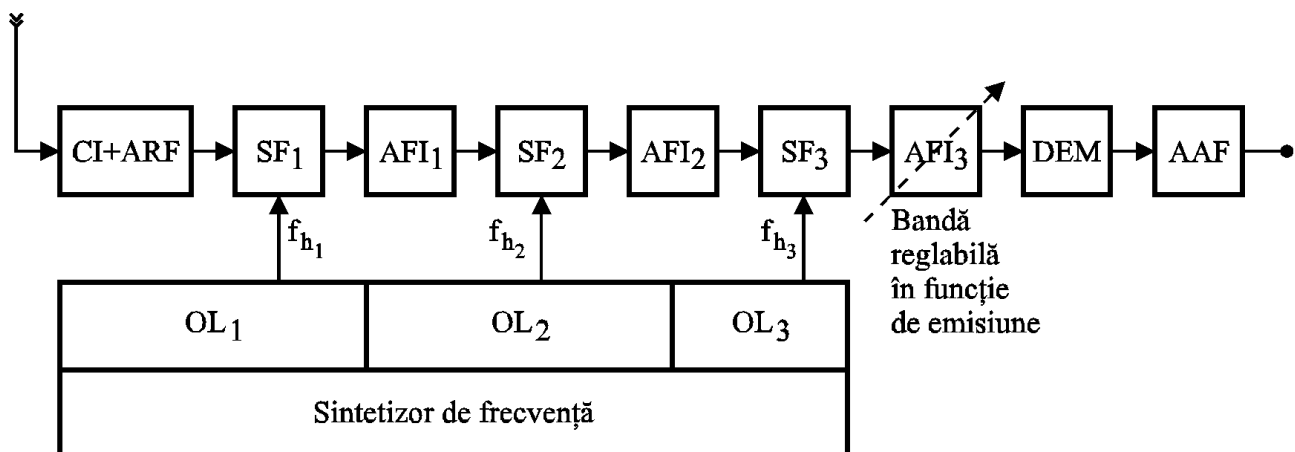 CI+ARF
SF₁
AFI₁
SF₂
AFI₂
SF₃
AFI₃
DEM
AAF
fh₁
fh₂
fh₃
Bandă
reglabilă
în funcție
de emisiune
OL₁
OL₂
OL₃
Sintetizor de frecvență